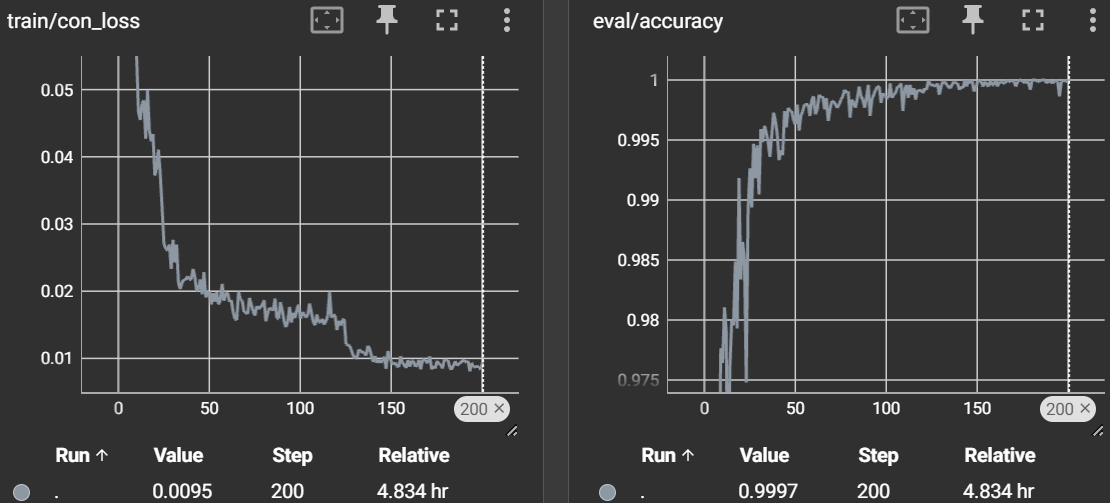 train/con_loss
0.05
0.04
0.03
0.02
0.01
0 50 100 150 200 ×
Run ↑ Value Step Relative
. 0.0095 200 4.834 hr
eval/accuracy
1
0.995
0.99
0.985
0.98
0.975
0 50 100 150 200 ×
Run ↑ Value Step Relative
. 0.9997 200 4.834 hr